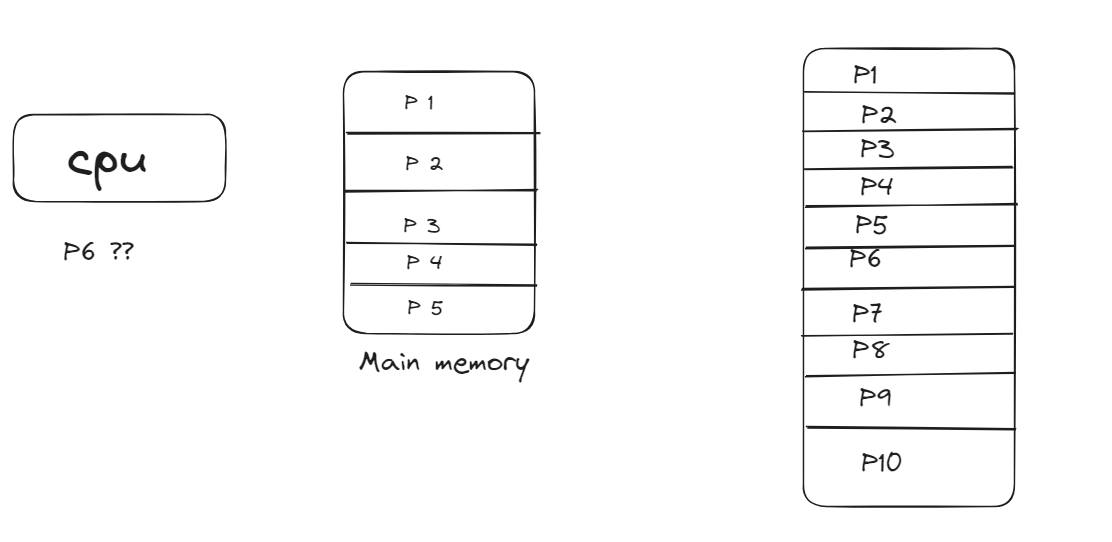 cpu
P6 ??
P 1
P 2
P 3
P 4
P 5
Main memory
P1
P2
P3
P4
P5
P6
P7
P8
P9
P10